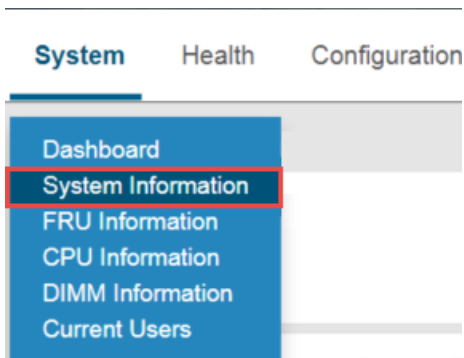 System Health Configuration
Dashboard
System Information
FRU Information
CPU Information
DIMM Information
Current Users